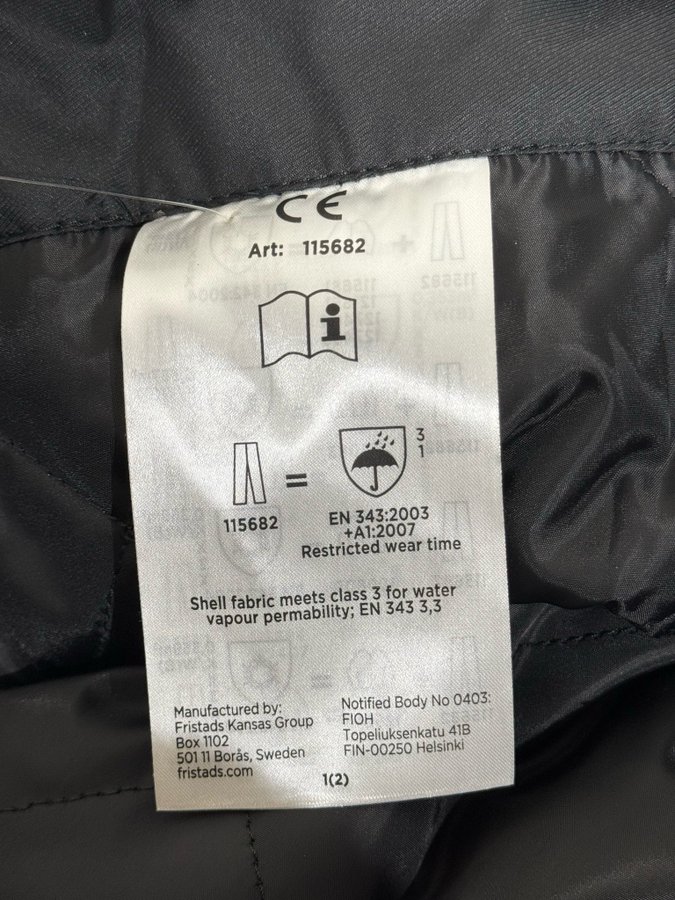 CE
Art: 115682
i
115682
=
3
1
EN 343:2003
+A1:2007
Restricted wear time
Shell fabric meets class 3 for water
vapour permability; EN 343 3,3
Manufactured by:
Fristads Kansas Group
Box 1102
501 11 Borås, Sweden
fristads.com
Notified Body No 0403:
FIOH
Topeliuksenkatu 41B
FIN-00250 Helsinki
1(2)